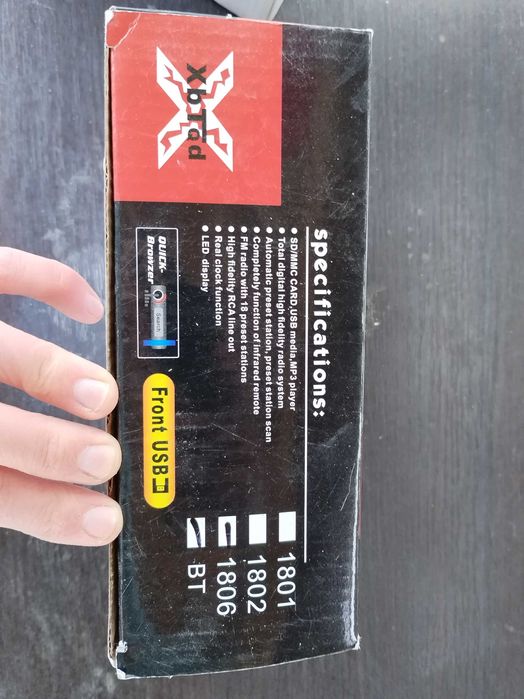 XbTod
specifications:
SD/MMC CARD,USB media,MP3 player
Total digital high fidelity radio system
Automatic preset station, preset station scan
Completely function of infrared remote
FM radio with 18 preset stations
High fidelity RCA line out
Real clock function
LED display
QUICK-
Browzer
Search
Front USB
1801
1802
1806
BT